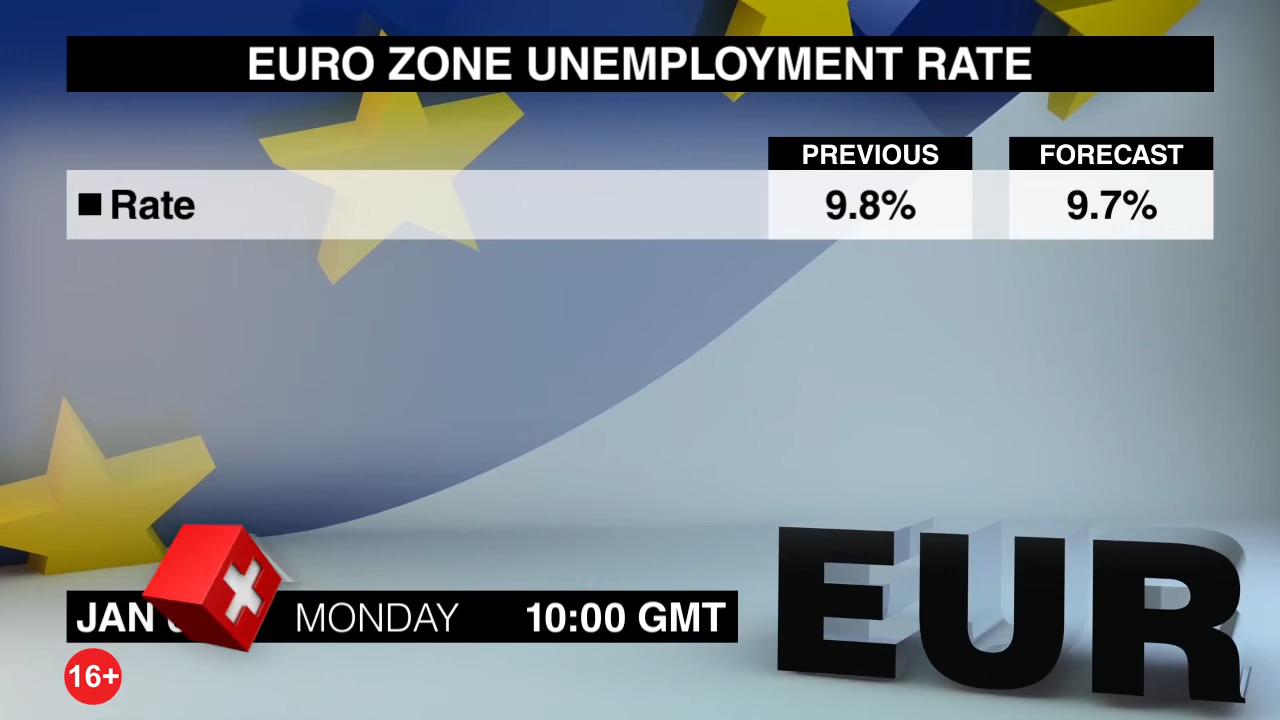 EURO ZONE UNEMPLOYMENT RATE
PREVIOUS FORECAST
Rate 9.8% 9.7%
JAN MONDAY 10:00 GMT
EUR
16+